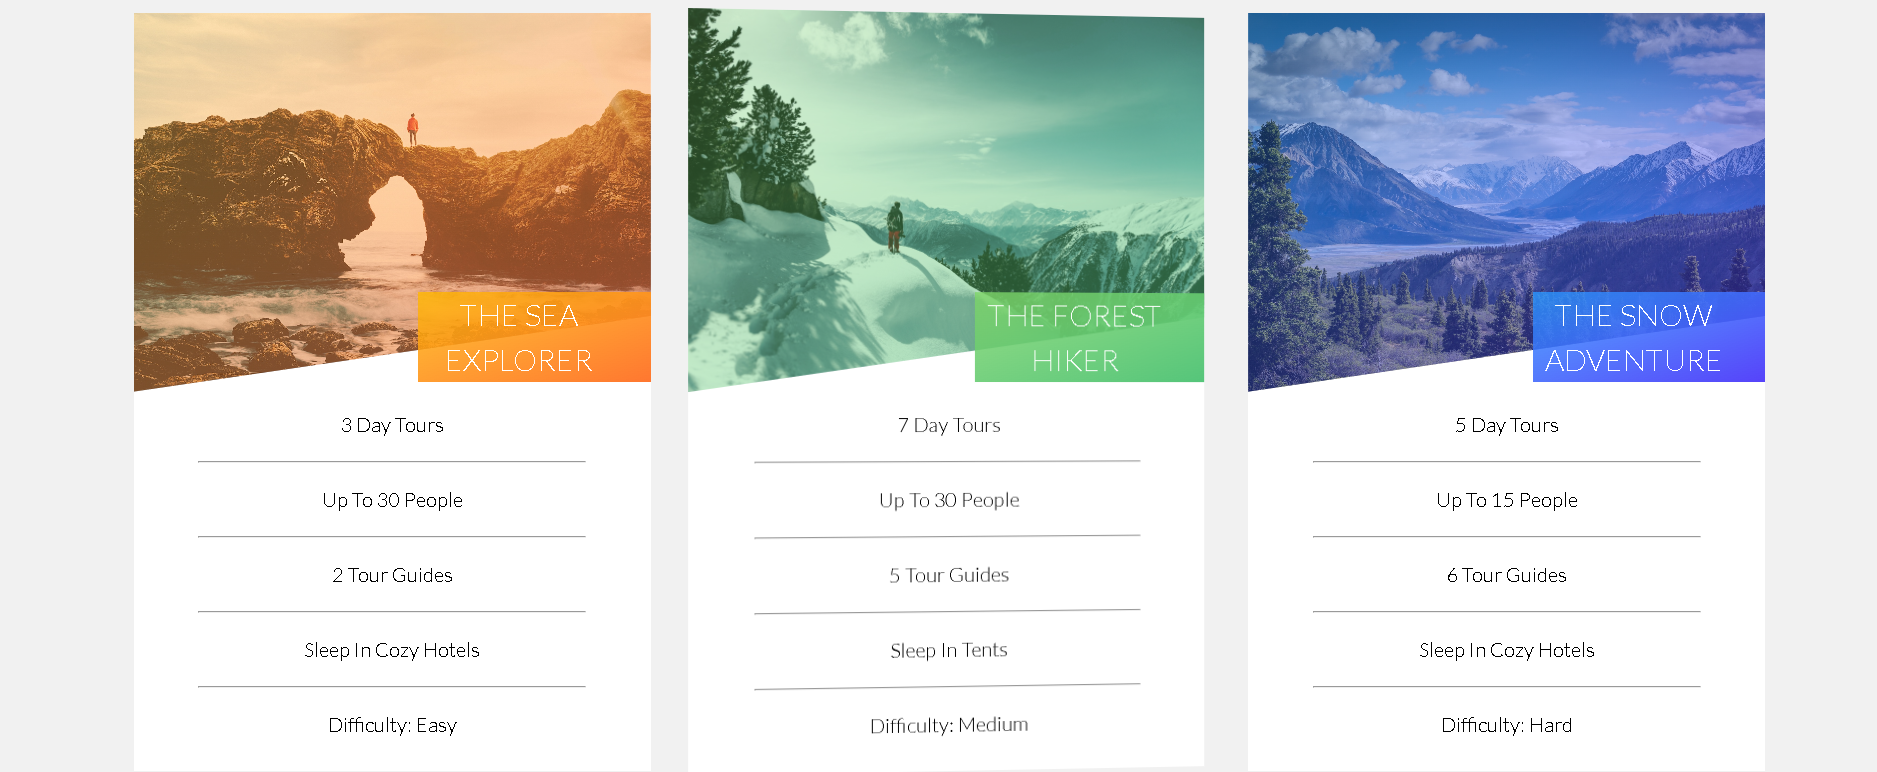 THE SEA
EXPLORER
3 Day Tours
Up To 30 People
2 Tour Guides
Sleep In Cozy Hotels
Difficulty: Easy
THE FOREST
HIKER
7 Day Tours
Up To 30 People
5 Tour Guides
Sleep In Tents
Difficulty: Medium
THE SNOW
ADVENTURE
5 Day Tours
Up To 15 People
6 Tour Guides
Sleep In Cozy Hotels
Difficulty: Hard